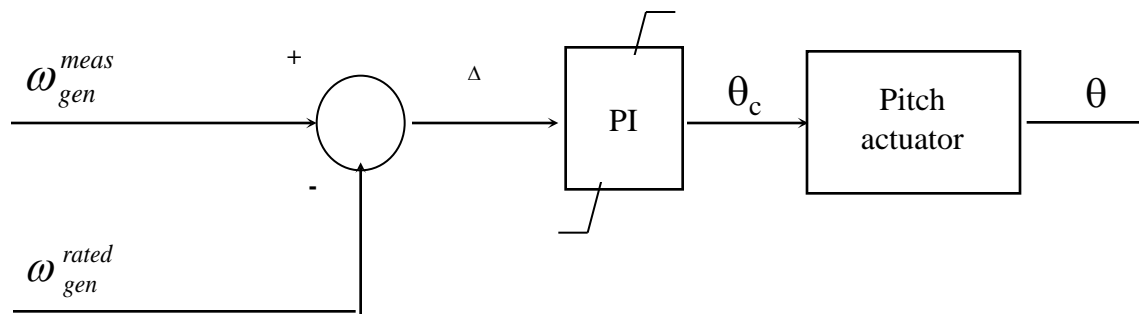 ω_gen^meas
+
Δ
PI
θ_c
Pitch
actuator
θ
-
ω_gen^rated